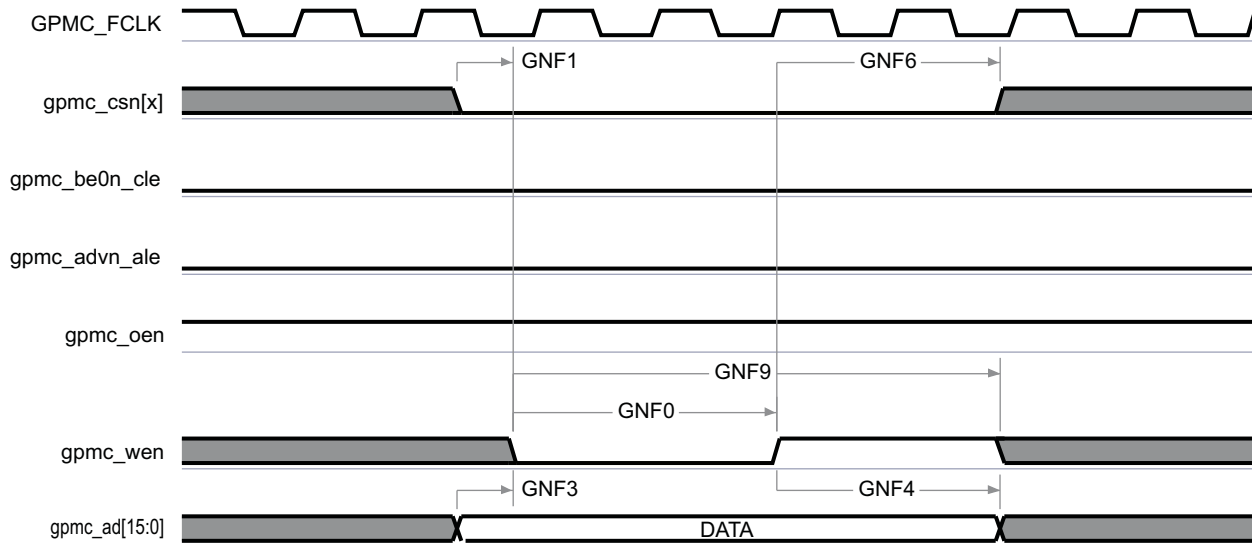 GPMC_FCLK
GNF1
GNF6
gpmc_csn[x]
gpmc_be0n_cle
gpmc_advn_ale
gpmc_oen
GNF9
GNF0
gpmc_wen
GNF3
GNF4
gpmc_ad[15:0]
DATA